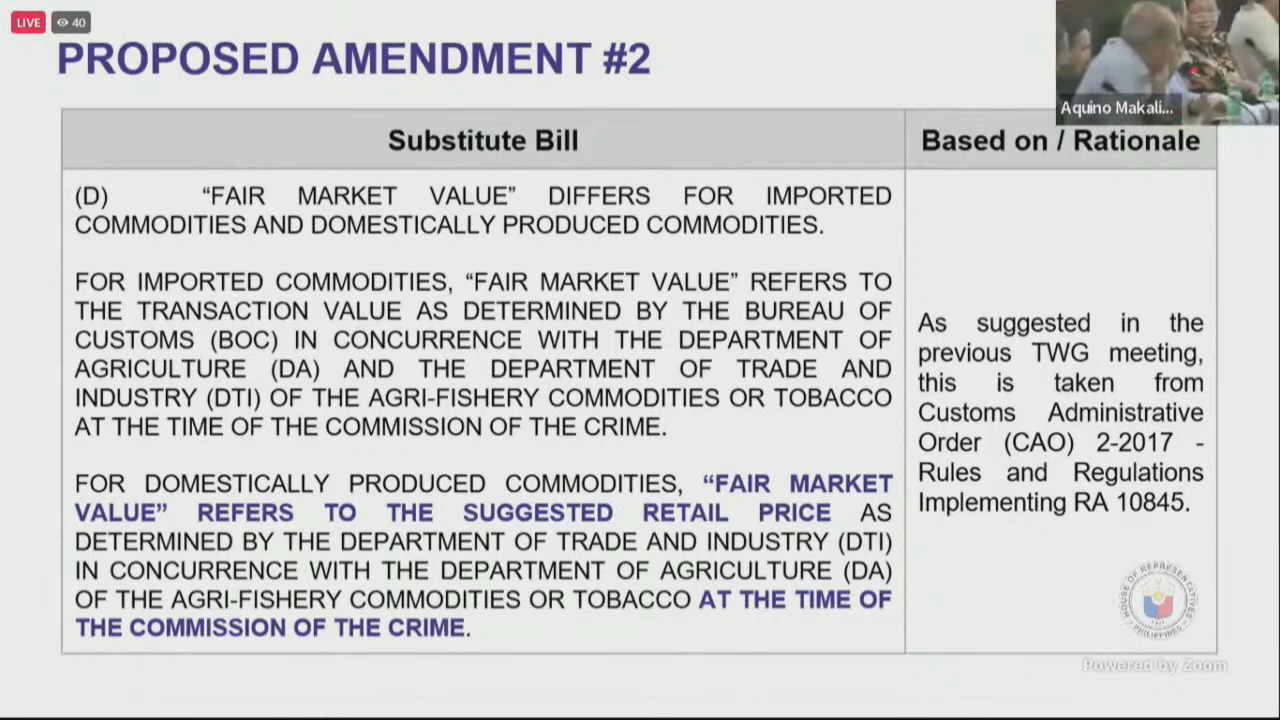 LIVE 40
PROPOSED AMENDMENT #2
Aquino Makali...
Substitute Bill
Based on / Rationale
(D) “FAIR MARKET VALUE” DIFFERS FOR IMPORTED
COMMODITIES AND DOMESTICALLY PRODUCED COMMODITIES.
FOR IMPORTED COMMODITIES, “FAIR MARKET VALUE” REFERS TO
THE TRANSACTION VALUE AS DETERMINED BY THE BUREAU OF
CUSTOMS (BOC) IN CONCURRENCE WITH THE DEPARTMENT OF
AGRICULTURE (DA) AND THE DEPARTMENT OF TRADE AND
INDUSTRY (DTI) OF THE AGRI-FISHERY COMMODITIES OR TOBACCO
AT THE TIME OF THE COMMISSION OF THE CRIME.
FOR DOMESTICALLY PRODUCED COMMODITIES, “FAIR MARKET
VALUE” REFERS TO THE SUGGESTED RETAIL PRICE AS
DETERMINED BY THE DEPARTMENT OF TRADE AND INDUSTRY (DTI)
IN CONCURRENCE WITH THE DEPARTMENT OF AGRICULTURE (DA)
OF THE AGRI-FISHERY COMMODITIES OR TOBACCO AT THE TIME OF
THE COMMISSION OF THE CRIME.
As suggested in the
previous TWG meeting,
this is taken from
Customs Administrative
Order (CAO) 2-2017 -
Rules and Regulations
Implementing RA 10845.
HOUSE OF REPRESENTATIVES
PHILIPPINES
Powered by Zoom